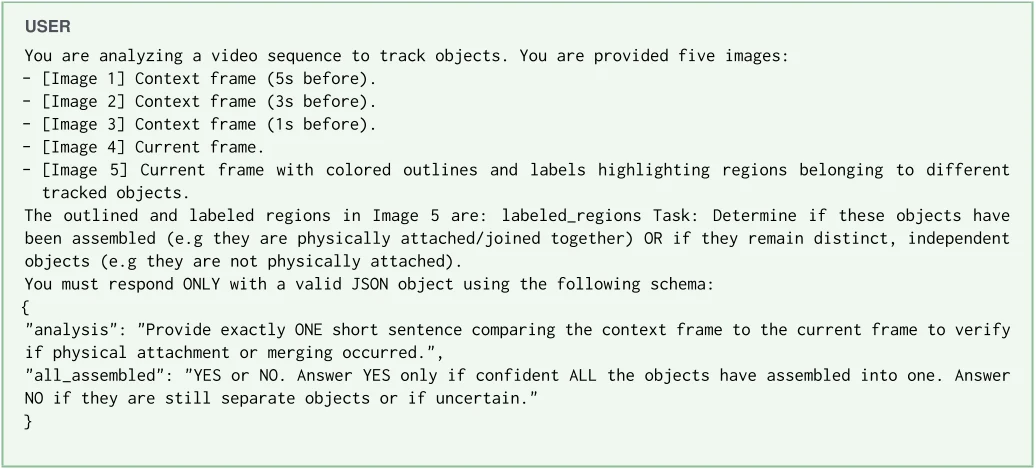 USER
You are analyzing a video sequence to track objects. You are provided five images:
- [Image 1] Context frame (5s before).
- [Image 2] Context frame (3s before).
- [Image 3] Context frame (1s before).
- [Image 4] Current frame.
- [Image 5] Current frame with colored outlines and labels highlighting regions belonging to different
tracked objects.
The outlined and labeled regions in Image 5 are: labeled_regions Task: Determine if these objects have
been assembled (e.g they are physically attached/joined together) OR if they remain distinct, independent
objects (e.g they are not physically attached).
You must respond ONLY with a valid JSON object using the following schema:
{
"analysis": "Provide exactly ONE short sentence comparing the context frame to the current frame to verify
if physical attachment or merging occurred.",
"all_assembled": "YES or NO. Answer YES only if confident ALL the objects have assembled into one. Answer
NO if they are still separate objects or if uncertain."
}